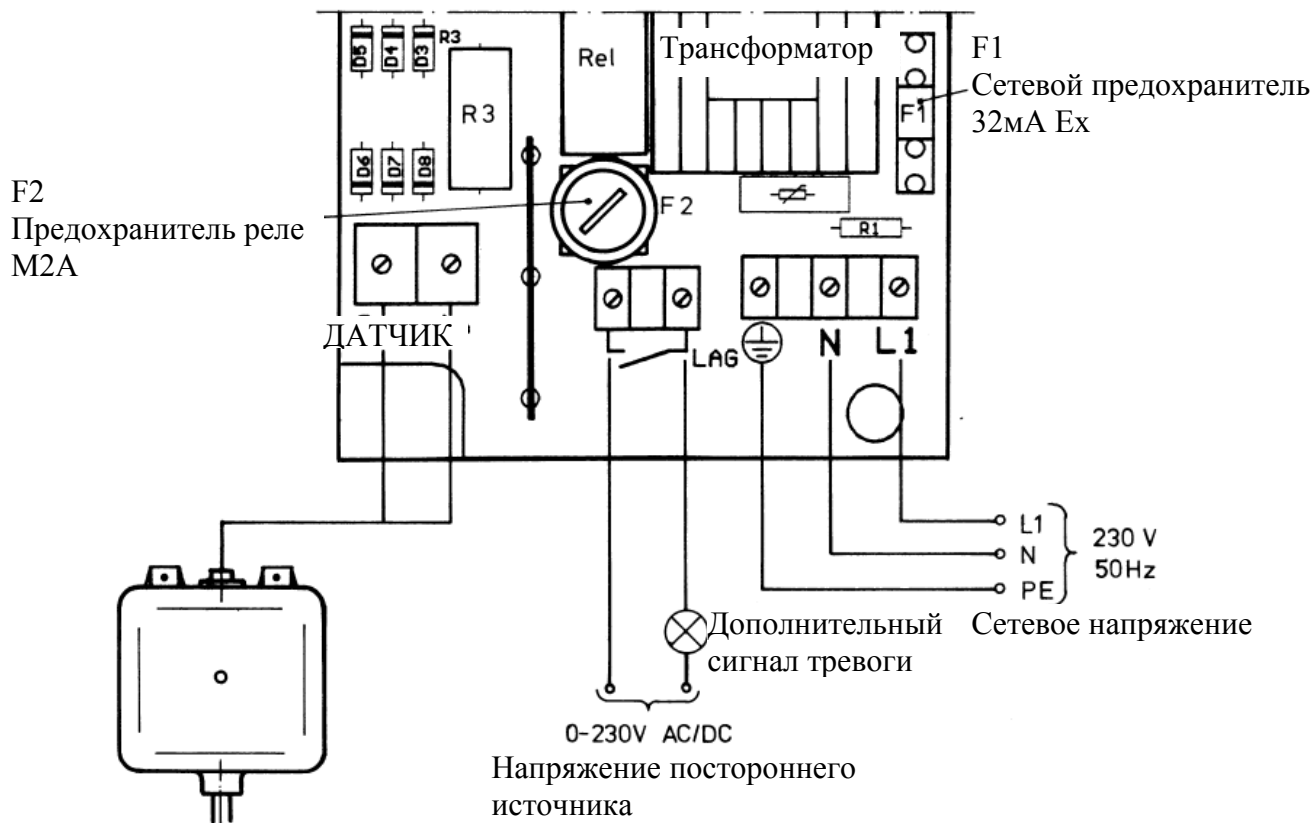 D5
D4
D3
R3
R3
Rel
Трансформатор
F1
F1
Сетевой предохранитель
32мА Ex
D6
D7
D8
F2
Предохранитель реле
М2А
F2
R1
ДАТЧИК
LAG
N
L1
L1
N
PE
230 V
50Hz
Дополнительный
сигнал тревоги
Сетевое напряжение
0-230V AC/DC
Напряжение постороннего
источника